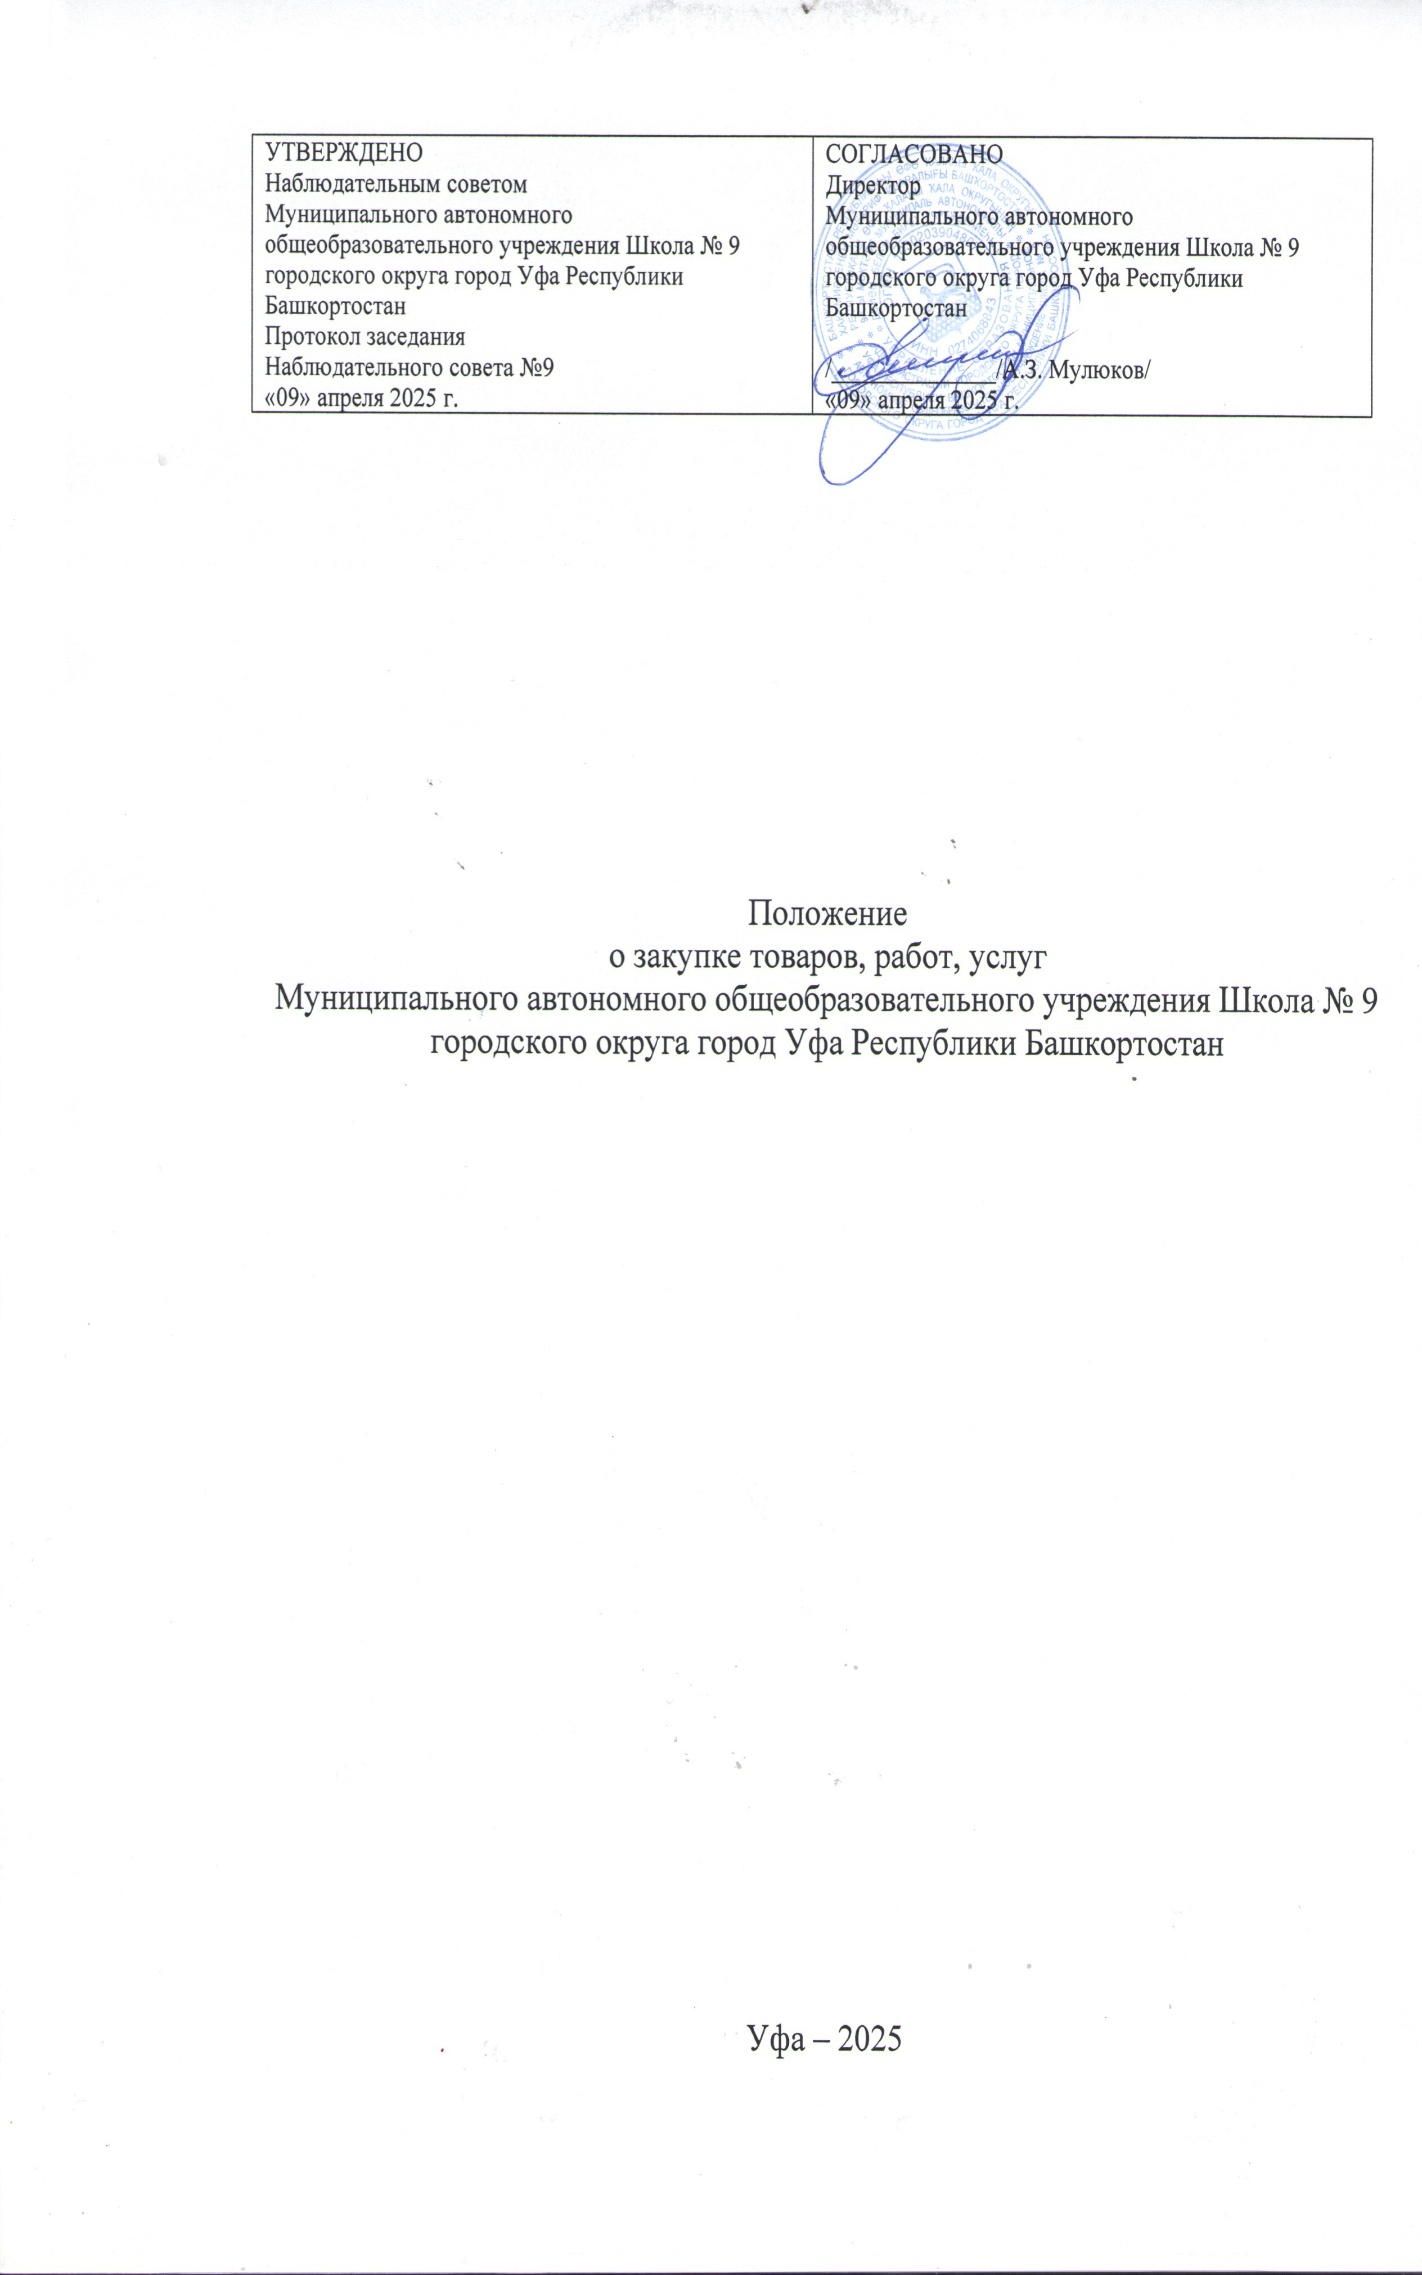 УТВЕРЖДЕНО
Наблюдательным советом
Муниципального автономного
общеобразовательного учреждения Школа № 9
городского округа город Уфа Республики
Башкортостан
Протокол заседания
Наблюдательного совета №9
«09» апреля 2025 г.
СОГЛАСОВАНО
Директор
Муниципального автономного
общеобразовательного учреждения Школа № 9
городского округа город Уфа Республики
Башкортостан
/_____________/А.З. Мулюков/
«09» апреля 2025 г.
ИНН 0274068043
Положение
о закупке товаров, работ, услуг
Муниципального автономного общеобразовательного учреждения Школа № 9
городского округа город Уфа Республики Башкортостан
Уфа – 2025